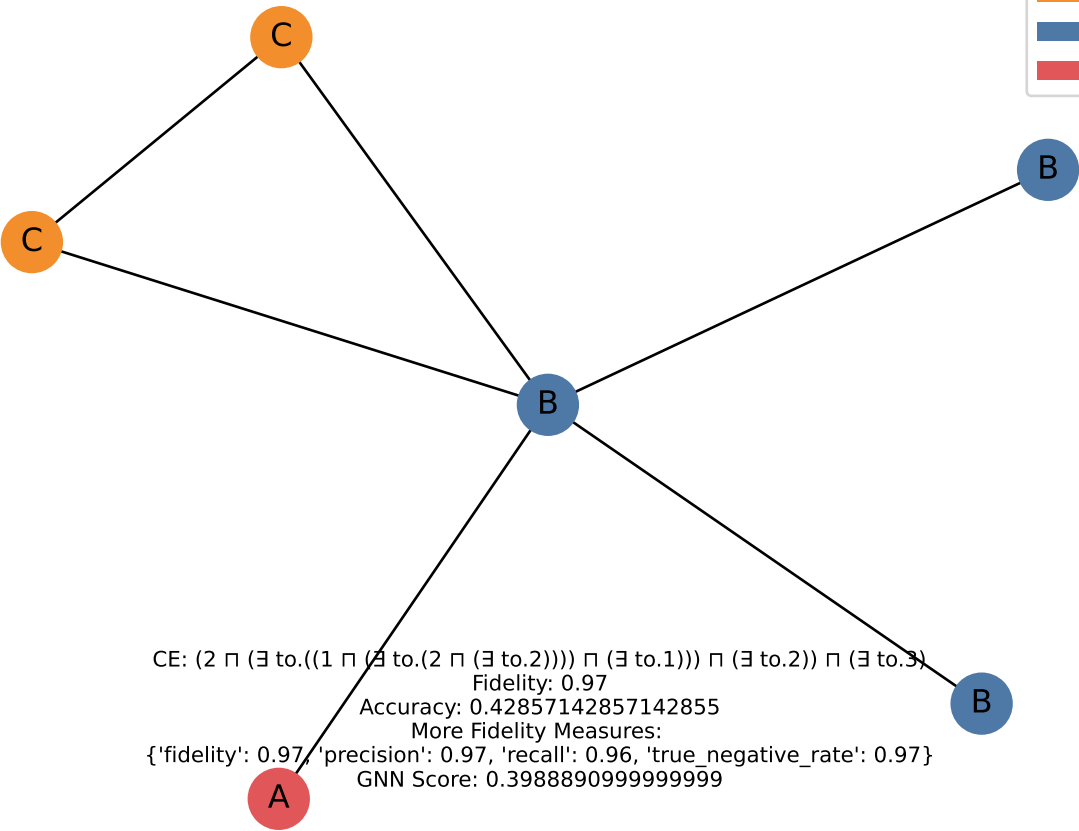 C
B
C
B
CE: (2 ⊓ (∃ to.((1 ⊓ (∃ to.(2 ⊓ (∃ to.2)))) ⊓ (∃ to.1))) ⊓ (∃ to.2)) ⊓ (∃ to.3)
Fidelity: 0.97
B
Accuracy: 0.42857142857142855
More Fidelity Measures:
{'fidelity': 0.97, 'precision': 0.97, 'recall': 0.96, 'true_negative_rate': 0.97}
GNN Score: 0.3988890999999999
A